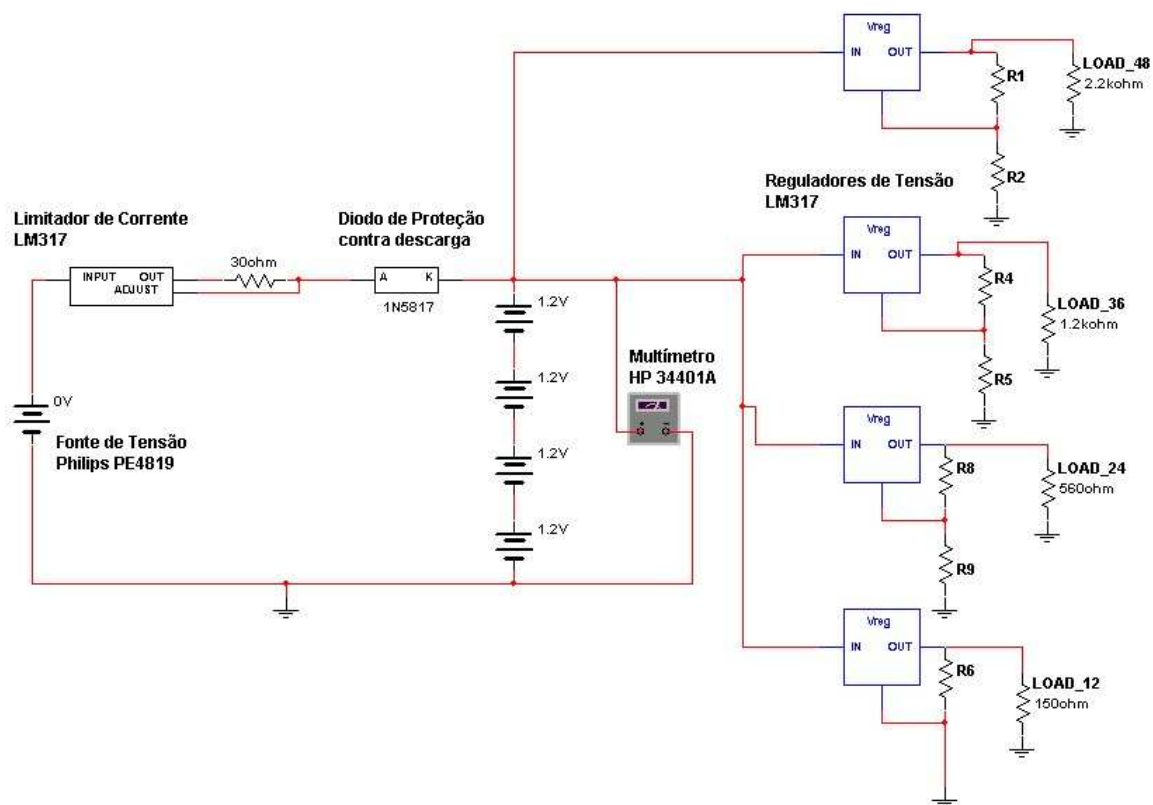 Vreg
IN OUT
R1
LOAD_48
2.2kohm
R2
Reguladores de Tensão
LM317
Limitador de Corrente
LM317
Diodo de Proteção
contra descarga
30ohm
INPUT OUT
ADJUST
A K
1N5817
Vreg
IN OUT
R4
LOAD_36
1.2kohm
R5
1.2V
1.2V
1.2V
1.2V
Multímetro
HP 34401A
0V
Fonte de Tensão
Philips PE4819
Vreg
IN OUT
R8
LOAD_24
560ohm
R9
Vreg
IN OUT
R6
LOAD_12
150ohm